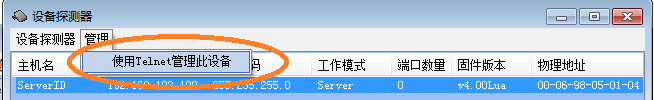 设备探测器
设备探测器 管理
使用Telnet管理此设备
主机名 码 工作模式 端口数量 固件版本 物理地址
ServerID 255.255.0 Server 0 v4.00Lua 00-06-98-05-01-04